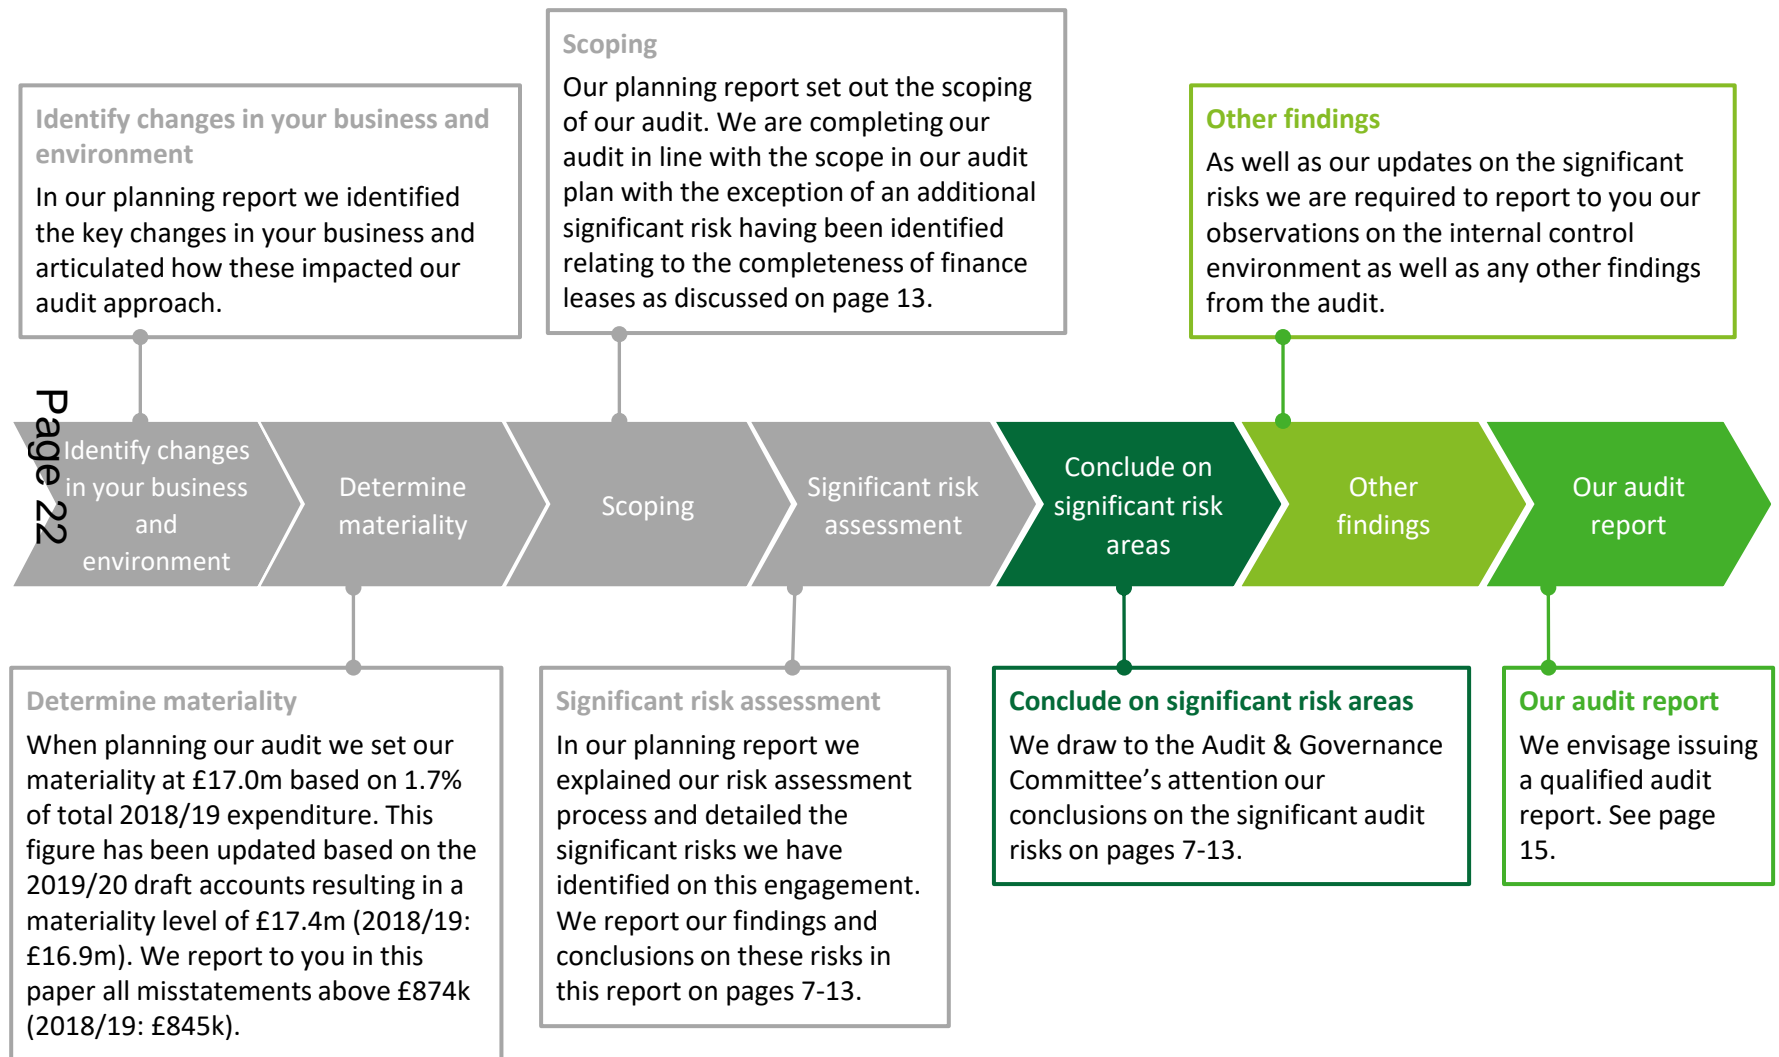 Scoping
Our planning report set out the scoping
of our audit. We are completing our
audit in line with the scope in our audit
plan with the exception of an additional
significant risk having been identified
relating to the completeness of finance
leases as discussed on page 13.
Identify changes in your business and
environment
In our planning report we identified
the key changes in your business and
articulated how these impacted our
audit approach.
Other findings
As well as our updates on the significant
risks we are required to report to you our
observations on the internal control
environment as well as any other findings
from the audit.
Page 22
Identify changes
in your business
and
environment
Determine
materiality
Scoping
Significant risk
assessment
Conclude on
significant risk
areas
Other
findings
Our audit
report
Determine materiality
When planning our audit we set our
materiality at £17.0m based on 1.7%
of total 2018/19 expenditure. This
figure has been updated based on the
2019/20 draft accounts resulting in a
materiality level of £17.4m (2018/19:
£16.9m). We report to you in this
paper all misstatements above £874k
(2018/19: £845k).
Significant risk assessment
In our planning report we
explained our risk assessment
process and detailed the
significant risks we have
identified on this engagement.
We report our findings and
conclusions on these risks in
this report on pages 7-13.
Conclude on significant risk areas
We draw to the Audit & Governance
Committee’s attention our
conclusions on the significant audit
risks on pages 7-13.
Our audit report
We envisage issuing
a qualified audit
report. See page
15.